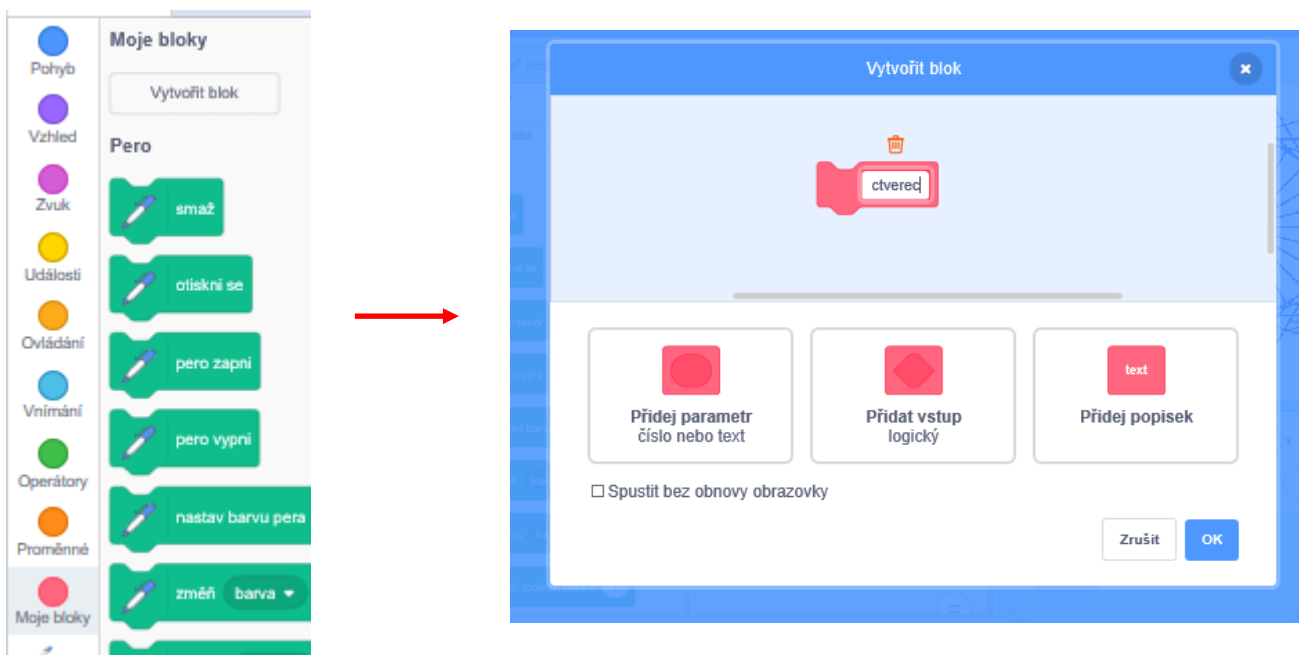 Pohyb
Vzhled
Zvuk
Události
Ovládání
Vnímání
Operátory
Proměnné
Moje bloky
Moje bloky
Vytvořit blok
Pero
smaž
otiskni se
pero zapni
pero vypni
nastav barvu pera
změň barva
Vytvořit blok
ctverec
Přidej parametr
číslo nebo text
Přidat vstup
logický
text
Přidej popisek
Spustit bez obnovy obrazovky
Zrušit
OK